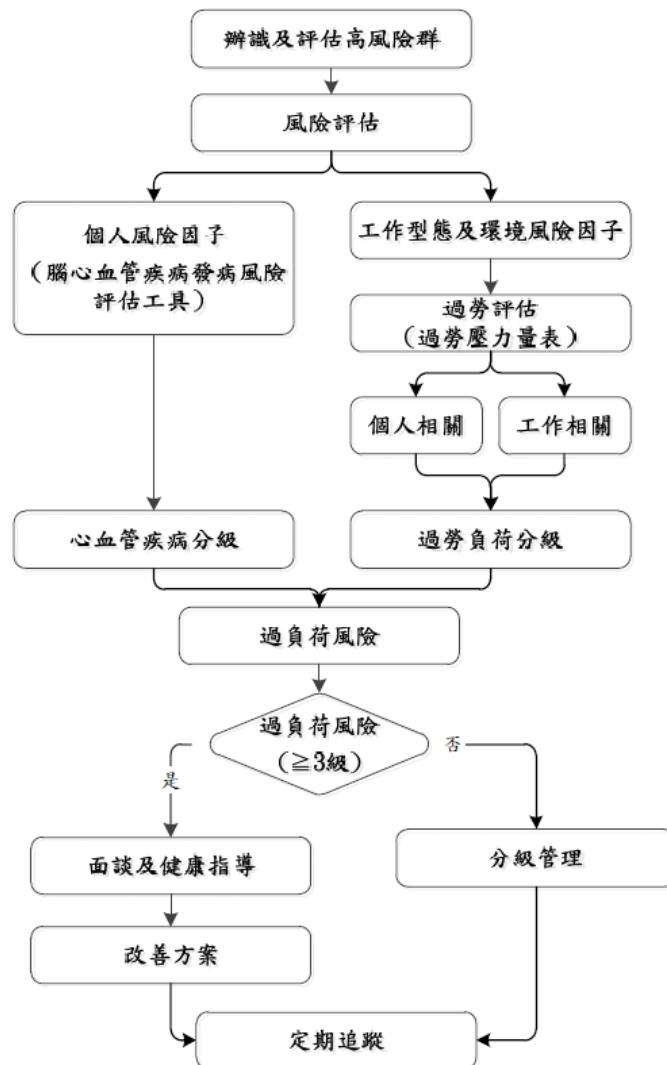 辨識及評估高風險群
風險評估
個人風險因子
（腦心血管疾病發病風險
評估工具）
工作型態及環境風險因子
過勞評估
（過勞壓力量表）
個人相關
工作相關
心血管疾病分級
過勞負荷分級
過負荷風險
過負荷風險
（≧3級）
是
否
面談及健康指導
分級管理
改善方案
定期追蹤